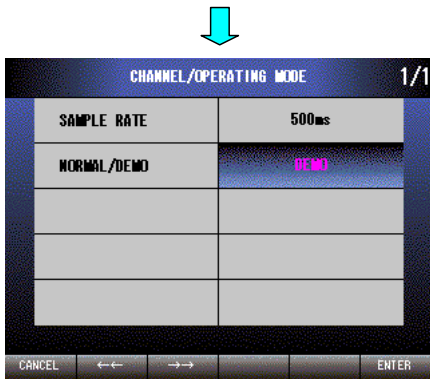 CHANNEL/OPERATING MODE 1/1
SAMPLE RATE 500ms
NORMAL/DEMO DEMO
CANCEL ←← →→ ENTER